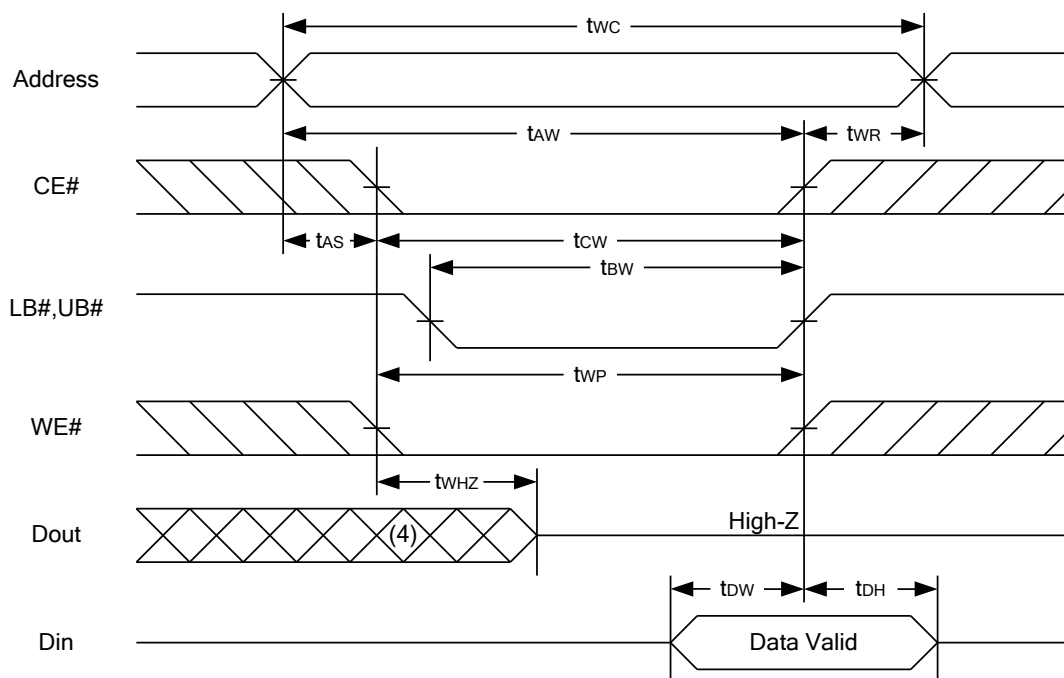 tWC
Address
tAW
tWR
CE#
tAS
tCW
tBW
LB#,UB#
tWP
WE#
tWHZ
Dout
(4)
High-Z
tDW
tDH
Din
Data Valid